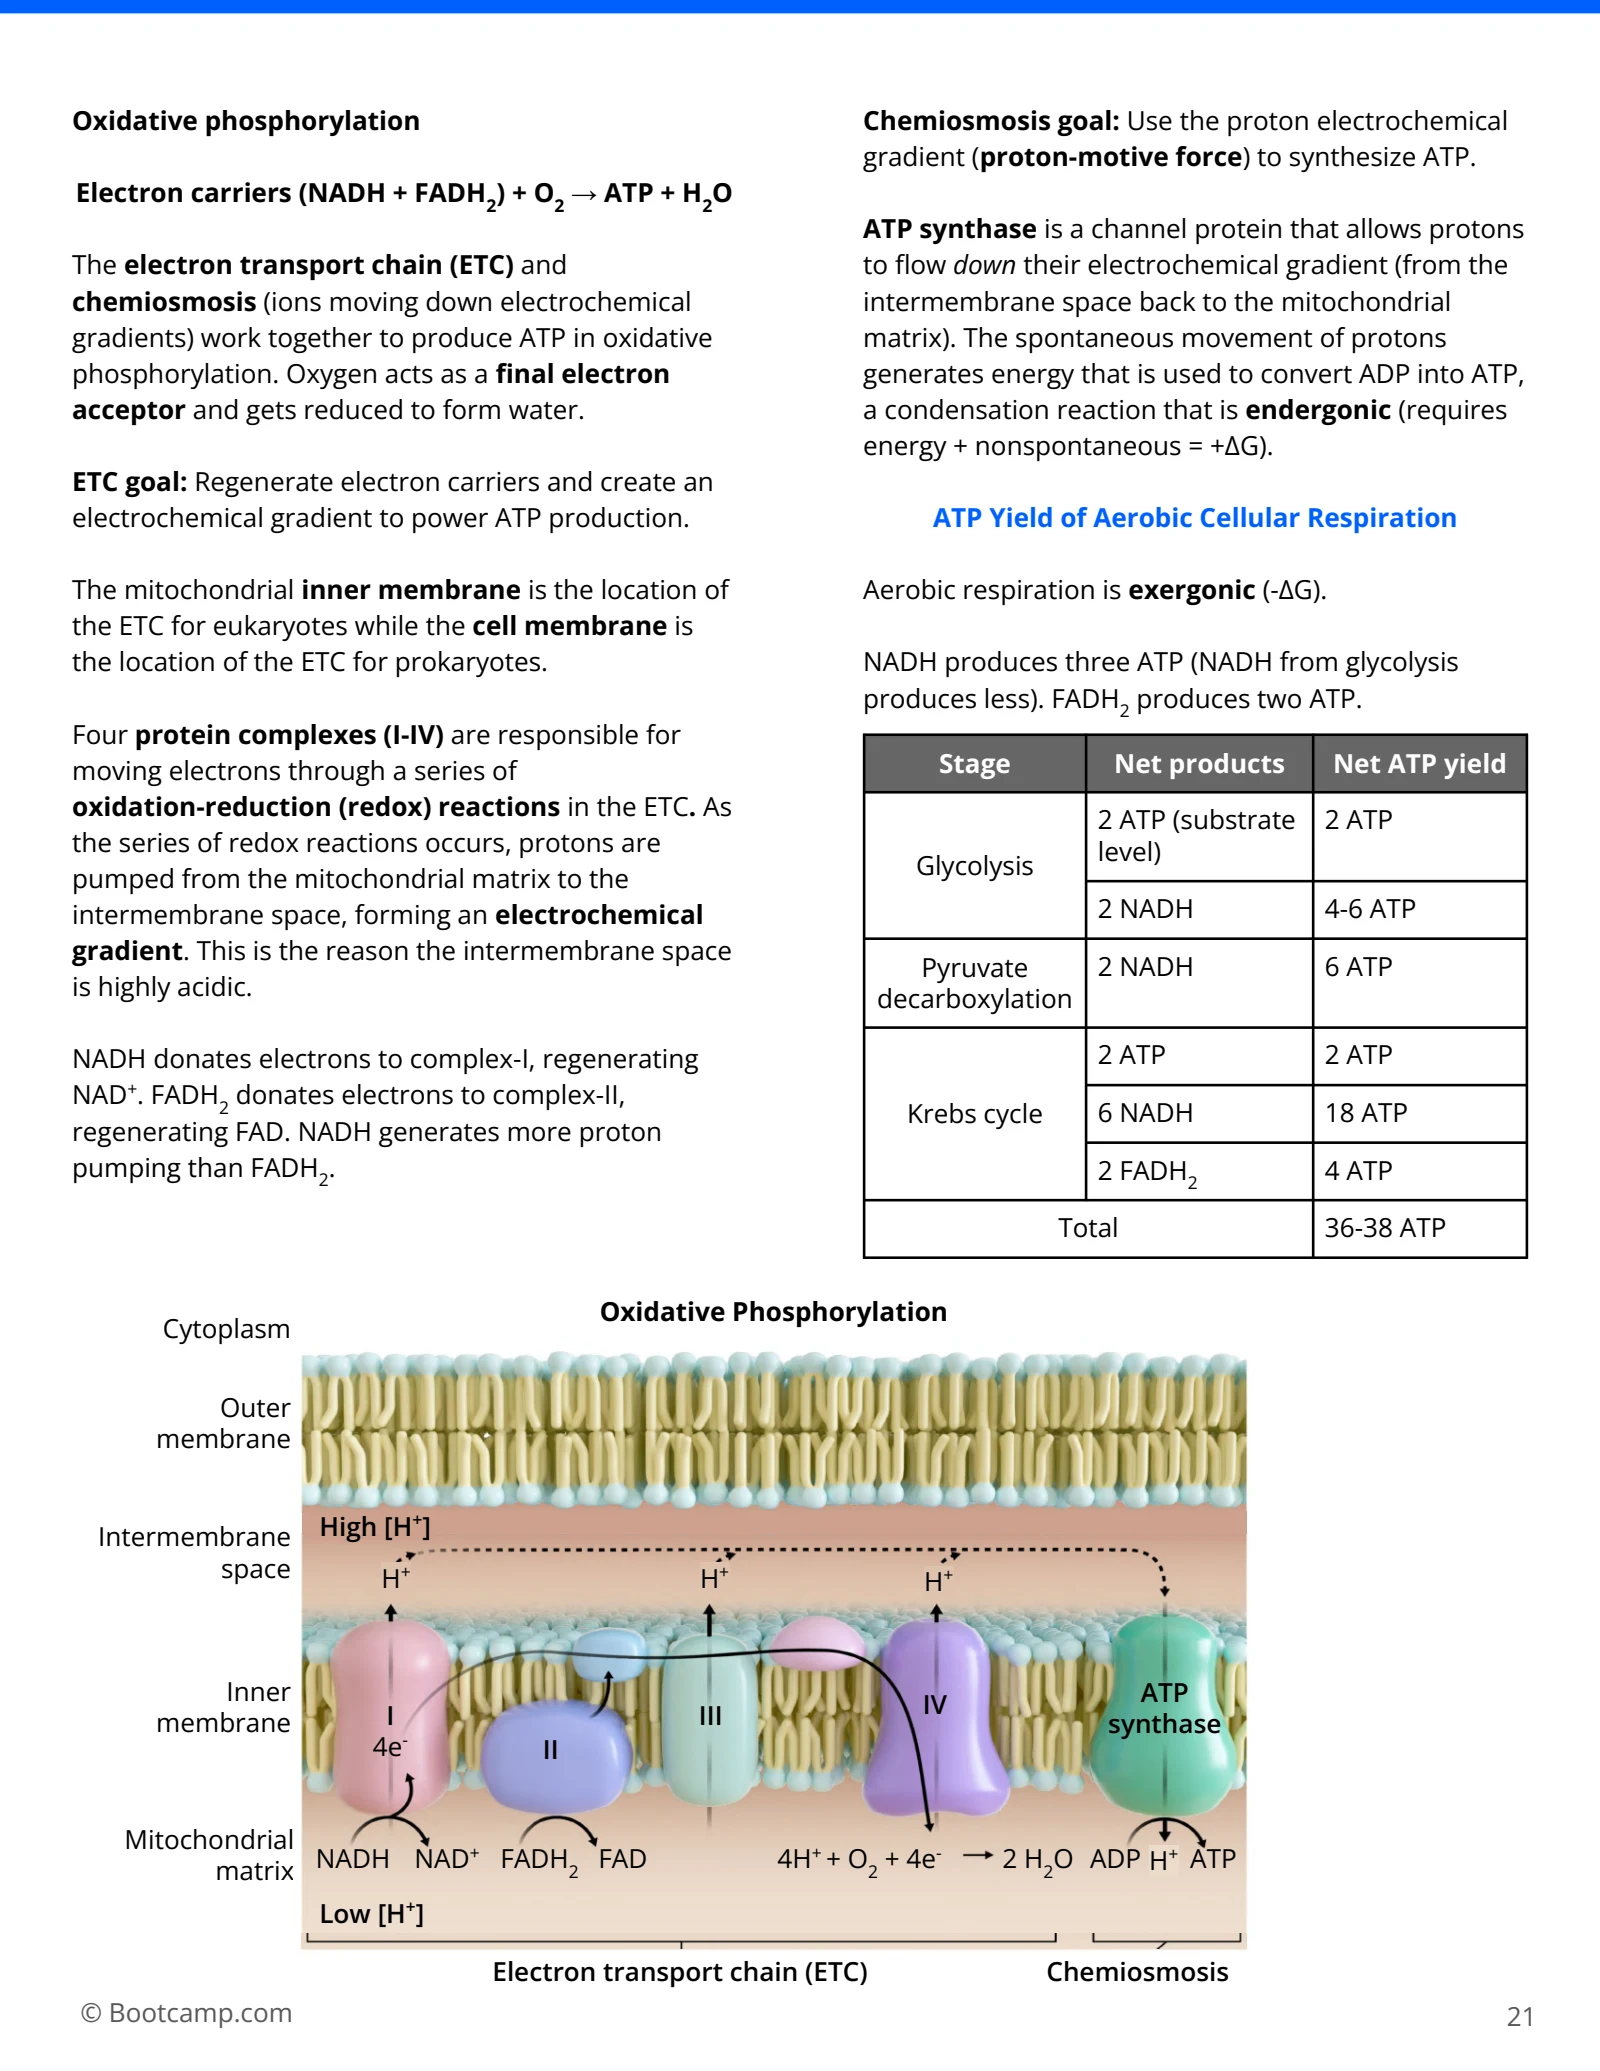 Oxidative phosphorylation
Electron carriers (NADH + FADH₂) + O₂ → ATP + H₂O
The electron transport chain (ETC) and
chemiosmosis (ions moving down electrochemical
gradients) work together to produce ATP in oxidative
phosphorylation. Oxygen acts as a final electron
acceptor and gets reduced to form water.
ETC goal: Regenerate electron carriers and create an
electrochemical gradient to power ATP production.
The mitochondrial inner membrane is the location of
the ETC for eukaryotes while the cell membrane is
the location of the ETC for prokaryotes.
Four protein complexes (I-IV) are responsible for
moving electrons through a series of
oxidation-reduction (redox) reactions in the ETC. As
the series of redox reactions occurs, protons are
pumped from the mitochondrial matrix to the
intermembrane space, forming an electrochemical
gradient. This is the reason the intermembrane space
is highly acidic.
NADH donates electrons to complex-I, regenerating
NAD⁺. FADH₂ donates electrons to complex-II,
regenerating FAD. NADH generates more proton
pumping than FADH₂.
Chemiosmosis goal: Use the proton electrochemical
gradient (proton-motive force) to synthesize ATP.
ATP synthase is a channel protein that allows protons
to flow down their electrochemical gradient (from the
intermembrane space back to the mitochondrial
matrix). The spontaneous movement of protons
generates energy that is used to convert ADP into ATP,
a condensation reaction that is endergonic (requires
energy + nonspontaneous = +ΔG).
ATP Yield of Aerobic Cellular Respiration
Aerobic respiration is exergonic (-ΔG).
NADH produces three ATP (NADH from glycolysis
produces less). FADH₂ produces two ATP.
Stage Net products Net ATP yield
Glycolysis
2 ATP (substrate
level)
2 ATP
2 NADH 4-6 ATP
Pyruvate
decarboxylation
2 NADH 6 ATP
Krebs cycle
2 ATP 2 ATP
6 NADH 18 ATP
2 FADH₂ 4 ATP
Total 36-38 ATP
Oxidative Phosphorylation
Cytoplasm
Outer
membrane
Intermembrane
space
High [H⁺]
H⁺ H⁺ H⁺
Inner
membrane
I
4e⁻
II
III
IV
ATP
synthase
Mitochondrial
matrix
NADH NAD⁺ FADH₂ FAD 4H⁺ + O₂ + 4e⁻ → 2 H₂O ADP H⁺ ATP
Low [H⁺]
Electron transport chain (ETC) Chemiosmosis
© Bootcamp.com 21